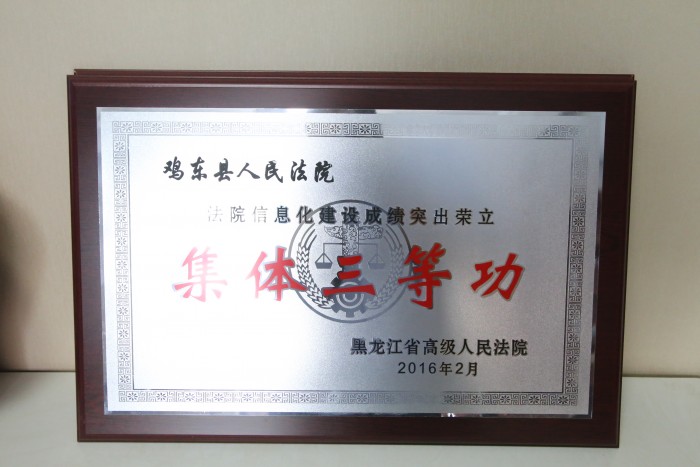 鸡东县人民法院
法院信息化建设成绩突出荣立
集体三等功
黑龙江省高级人民法院
2016年2月